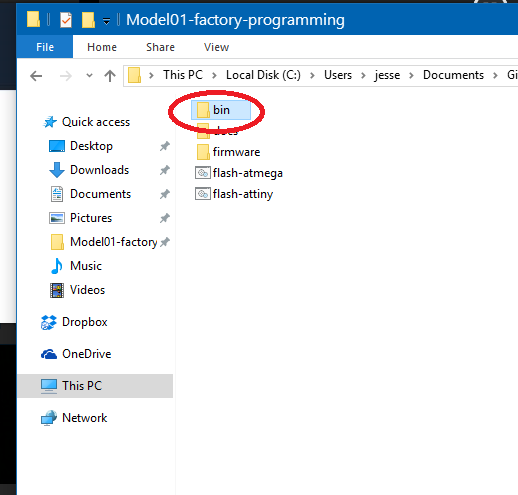 Model01-factory-programming
File Home Share View
This PC Local Disk (C:) Users jesse Documents Gi
Quick access
Desktop
Downloads
Documents
Pictures
Model01-factory
Music
Videos
Dropbox
OneDrive
This PC
Network
bin
docs
firmware
flash-atmega
flash-attiny